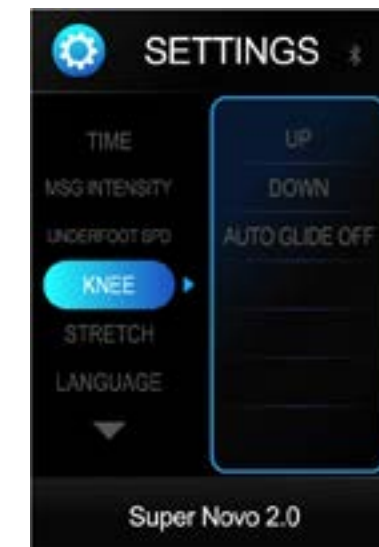 SETTINGS
TIME
MSG INTENSITY
UNDERFOOT SPD
KNEE
STRETCH
LANGUAGE
UP
DOWN
AUTO GLIDE OFF
Super Novo 2.0